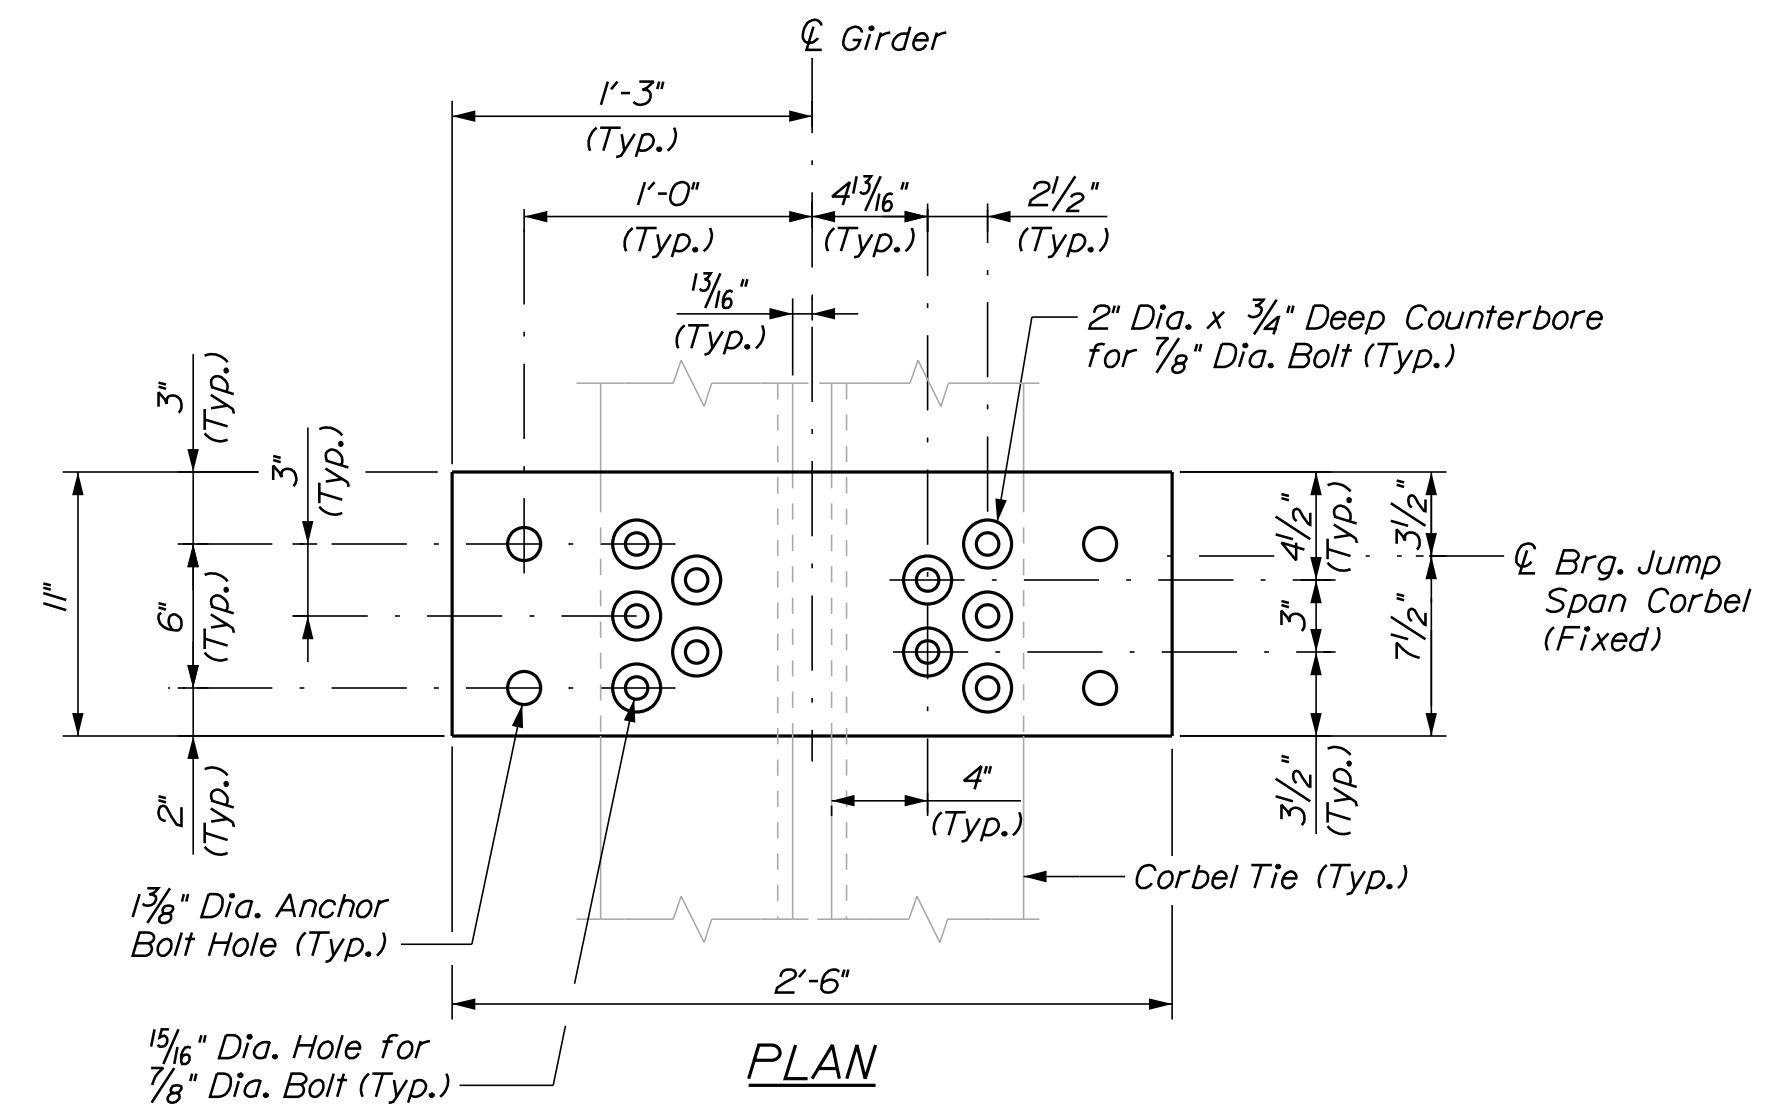 ℄ Girder
1'-3"
(Typ.)
1'-0"
(Typ.)
4 13/16"
(Typ.)
2 1/2"
(Typ.)
13/16"
(Typ.)
2" Dia. x 3/4" Deep Counterbore
for 7/8" Dia. Bolt (Typ.)
3"
(Typ.)
3"
(Typ.)
11"
6"
(Typ.)
2"
(Typ.)
4 1/2"
(Typ.)
3 1/2"
3"
7 1/2"
3 1/2"
(Typ.)
℄ Brg. Jump
Span Corbel
(Fixed)
4"
(Typ.)
Corbel Tie (Typ.)
1 3/8" Dia. Anchor
Bolt Hole (Typ.)
2'-6"
15/16" Dia. Hole for
7/8" Dia. Bolt (Typ.)
PLAN